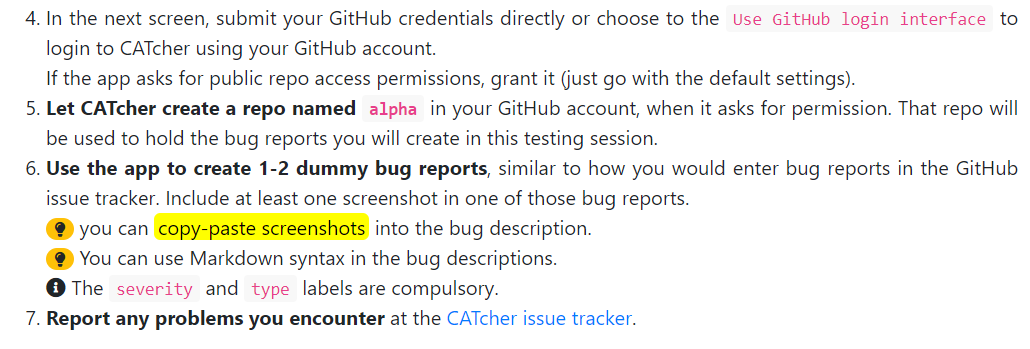 4. In the next screen, submit your GitHub credentials directly or choose to the Use GitHub login interface to
login to CATcher using your GitHub account.
If the app asks for public repo access permissions, grant it (just go with the default settings).
5. Let CATcher create a repo named alpha in your GitHub account, when it asks for permission. That repo will
be used to hold the bug reports you will create in this testing session.
6. Use the app to create 1-2 dummy bug reports, similar to how you would enter bug reports in the GitHub
issue tracker. Include at least one screenshot in one of those bug reports.
you can copy-paste screenshots into the bug description.
You can use Markdown syntax in the bug descriptions.
The severity and type labels are compulsory.
7. Report any problems you encounter at the CATcher issue tracker.